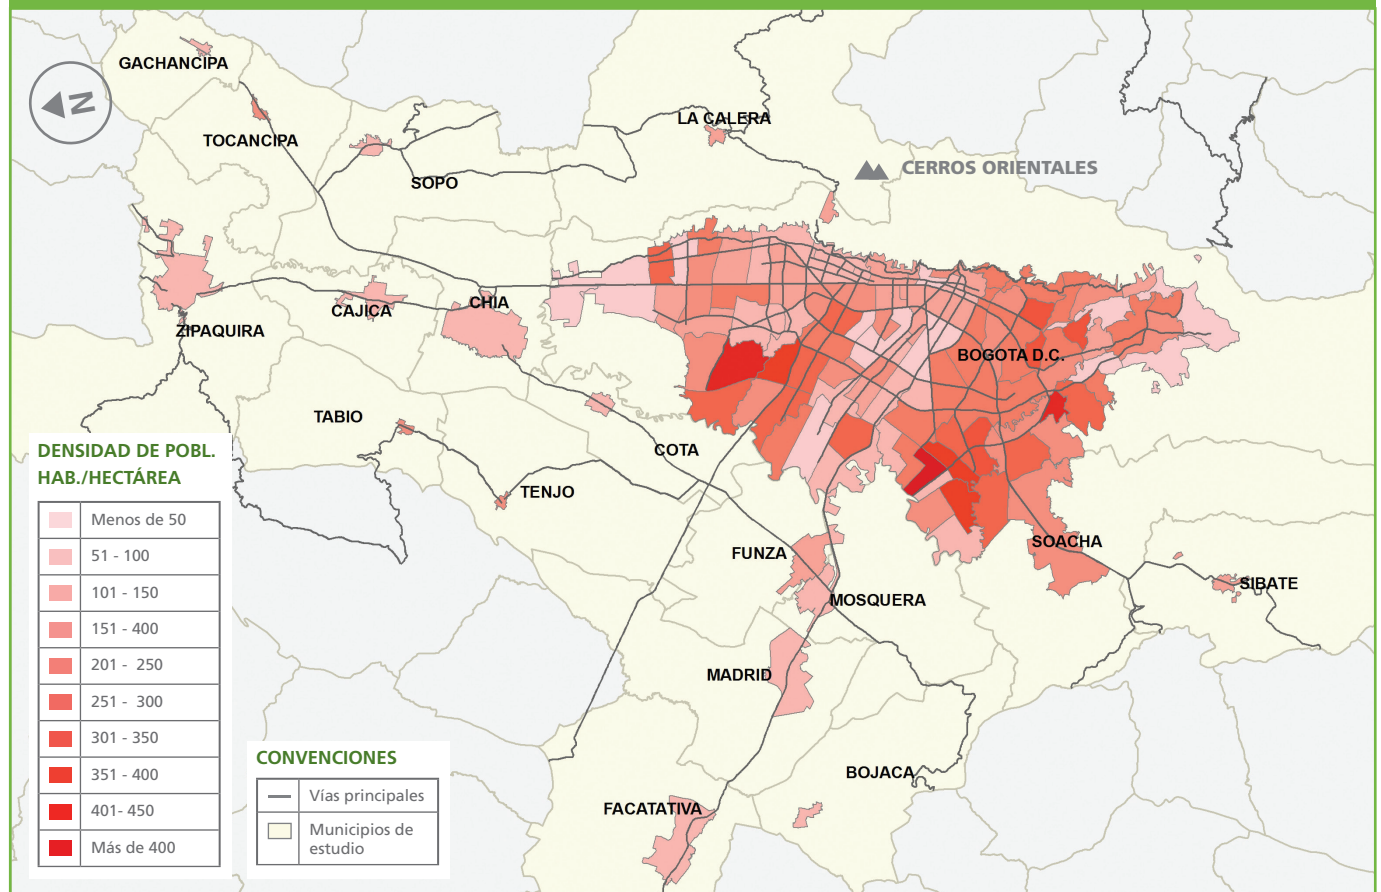 GACHANCIPA
N
TOCANCIPA
LA CALERA
CERROS ORIENTALES
SOPO
CHIA
CAJICA
ZIPAQUIRA
BOGOTA D.C.
TABIO
COTA
TENJO
FUNZA
SOACHA
SIBATE
MOSQUERA
MADRID
BOJACA
FACATATIVA
DENSIDAD DE POBL.
HAB./HECTÁREA
Menos de 50
51 - 100
101 - 150
151 - 400
201 - 250
251 - 300
301 - 350
351 - 400
401- 450
Más de 400
CONVENCIONES
Vías principales
Municipios de
estudio